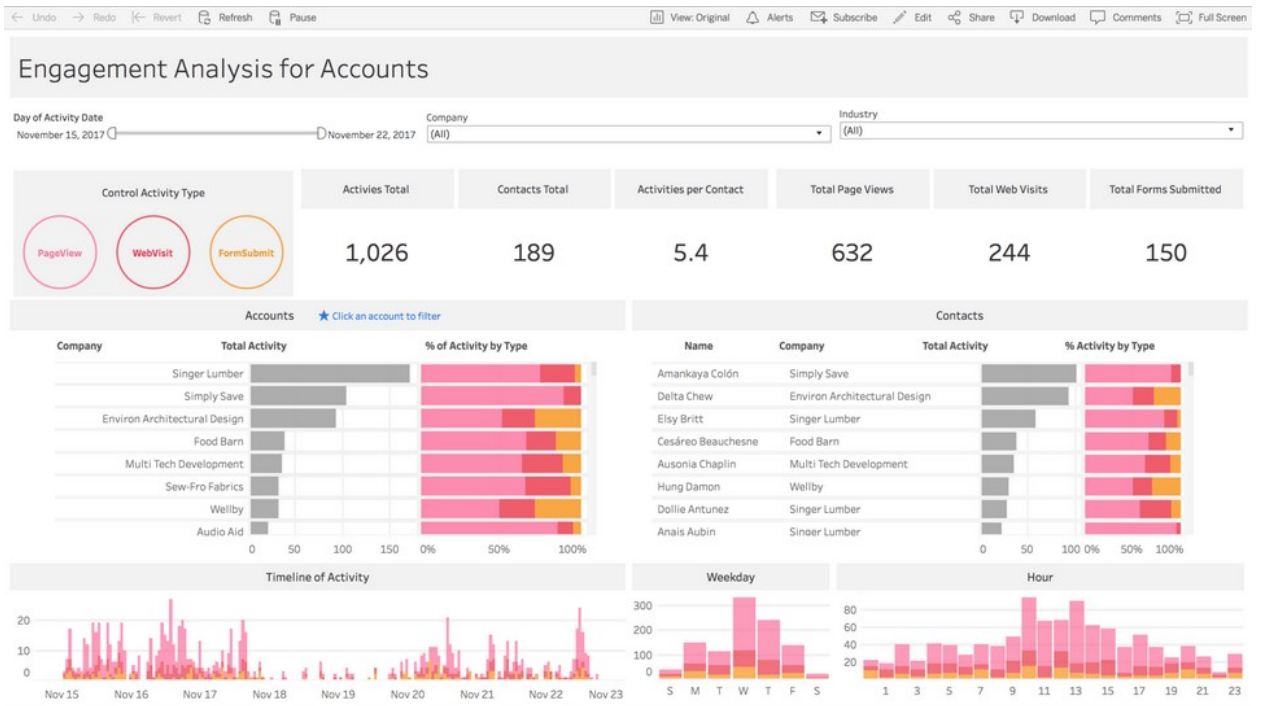 Undo Redo Revert Refresh Pause View: Original Alerts Subscribe Edit Share Download Comments Full Screen
Engagement Analysis for Accounts
Day of Activity Date Company Industry
November 15, 2017 November 22, 2017 (All) (All)
Control Activity Type Activies Total Contacts Total Activities per Contact Total Page Views Total Web Visits Total Forms Submitted
PageView WebVisit FormSubmit 1,026 189 5.4 632 244 150
Accounts ★ Click an account to filter Contacts
Company Total Activity % of Activity by Type Name Company Total Activity % Activity by Type
Singer Lumber Amankaya Colón Simply Save
Simply Save Delta Chew Environ Architectural Design
Environ Architectural Design Elsy Britt Singer Lumber
Food Barn Cesáreo Beauchesne Food Barn
Multi Tech Development Ausonia Chaplin Multi Tech Development
Sew-Fro Fabrics Hung Damon Wellby
Wellby Dollie Antunez Singer Lumber
Audio Aid Anais Aubin Singer Lumber
0 50 100 150 0% 50% 100% 0 50 100 0% 50% 100%
Timeline of Activity Weekday Hour
20
10
0
Nov 15 Nov 16 Nov 17 Nov 18 Nov 19 Nov 20 Nov 21 Nov 22 Nov 23
300
200
100
0
S M T W T F S
80
60
40
20
1 3 5 7 9 11 13 15 17 19 21 23